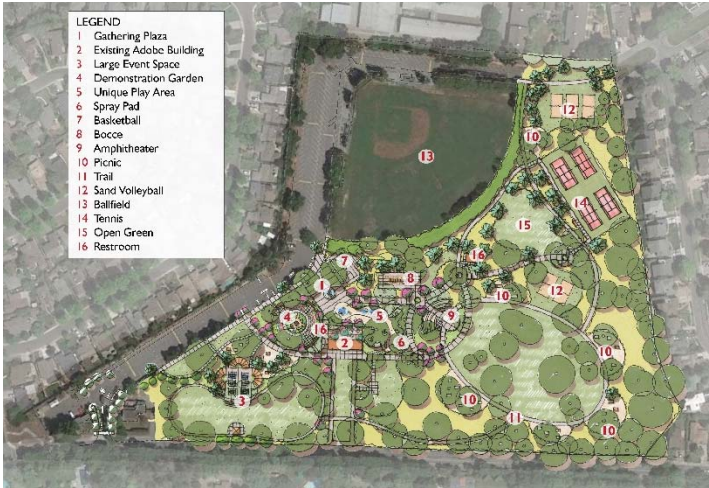 LEGEND
1 Gathering Plaza
2 Existing Adobe Building
3 Large Event Space
4 Demonstration Garden
5 Unique Play Area
6 Spray Pad
7 Basketball
8 Bocce
9 Amphitheater
10 Picnic
11 Trail
12 Sand Volleyball
13 Ballfield
14 Tennis
15 Open Green
16 Restroom
12
10
13
14
15
16
7
8
10
12
1
4
5
9
16
2
6
10
3
10
11
10